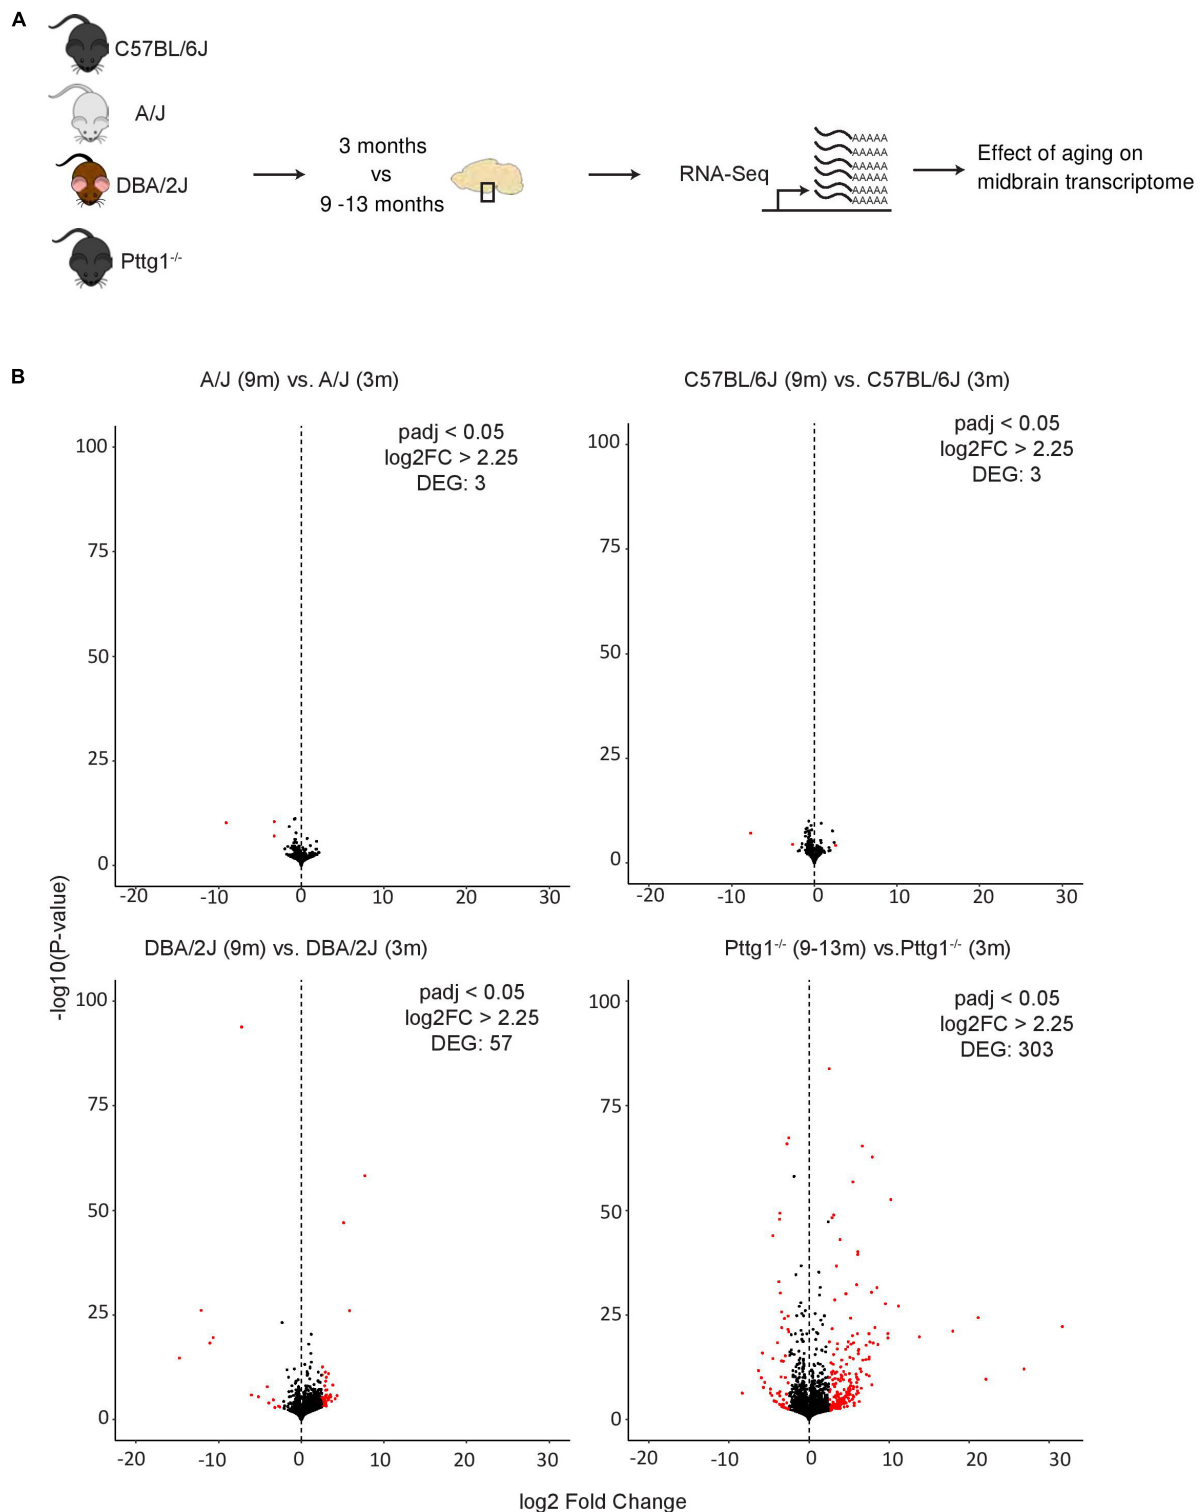 A
C57BL/6J
A/J
DBA/2J
Pttg1-/-
3 months
vs
9 -13 months
RNA-Seq
AAAAA
AAAAA
AAAAA
AAAAA
AAAAA
AAAAA
Effect of aging on
midbrain transcriptome
B
A/J (9m) vs. A/J (3m)
padj < 0.05
log2FC > 2.25
DEG: 3
100
75
50
25
0
-20 -10 0 10 20 30
C57BL/6J (9m) vs. C57BL/6J (3m)
padj < 0.05
log2FC > 2.25
DEG: 3
100
75
50
25
0
-20 -10 0 10 20 30
-log10(P-value)
DBA/2J (9m) vs. DBA/2J (3m)
padj < 0.05
log2FC > 2.25
DEG: 57
100
75
50
25
0
-20 -10 0 10 20 30
Pttg1-/- (9-13m) vs.Pttg1-/- (3m)
padj < 0.05
log2FC > 2.25
DEG: 303
100
75
50
25
0
-20 -10 0 10 20 30
log2 Fold Change